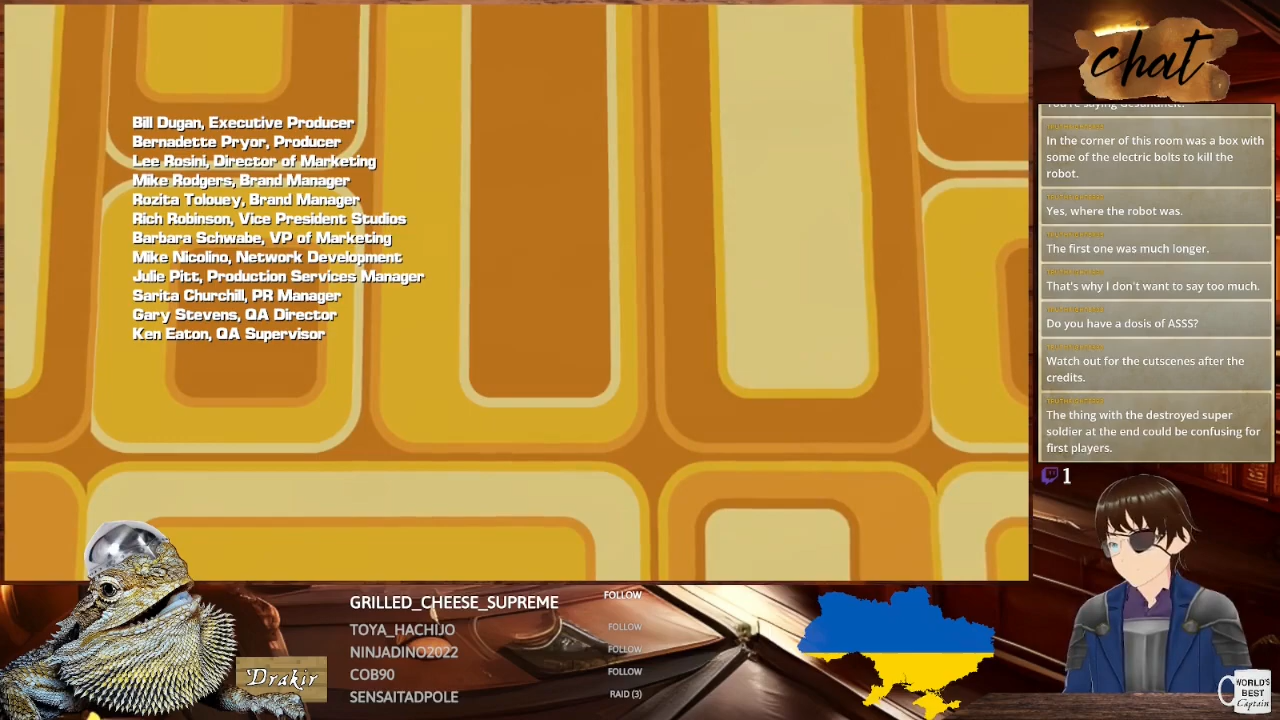 Bill Dugan, Executive Producer
Bernadette Pryor, Producer
Lee Rosini, Director of Marketing
Mike Rodgers, Brand Manager
Rozita Tolouey, Brand Manager
Rich Robinson, Vice President Studios
Barbara Schwabe, VP of Marketing
Mike Nicolino, Network Development
Julie Pitt, Production Services Manager
Sarita Churchill, PR Manager
Gary Stevens, QA Director
Ken Eaton, QA Supervisor
chat
You're saying Gesundheit.
In the corner of this room was a box with
some of the electric bolts to kill the
robot.
Yes, where the robot was.
The first one was much longer.
That's why I don't want to say too much.
Do you have a dosis of ASSS?
Watch out for the cutscenes after the
credits.
The thing with the destroyed super
soldier at the end could be confusing for
first players.
1
Drakir
GRILLED_CHEESE_SUPREME FOLLOW
TOYA_HACHIJO FOLLOW
NINJADINO2022 FOLLOW
COB90 FOLLOW
SENSAITADPOLE RAID (3)
WORLD'S
BEST
Captain